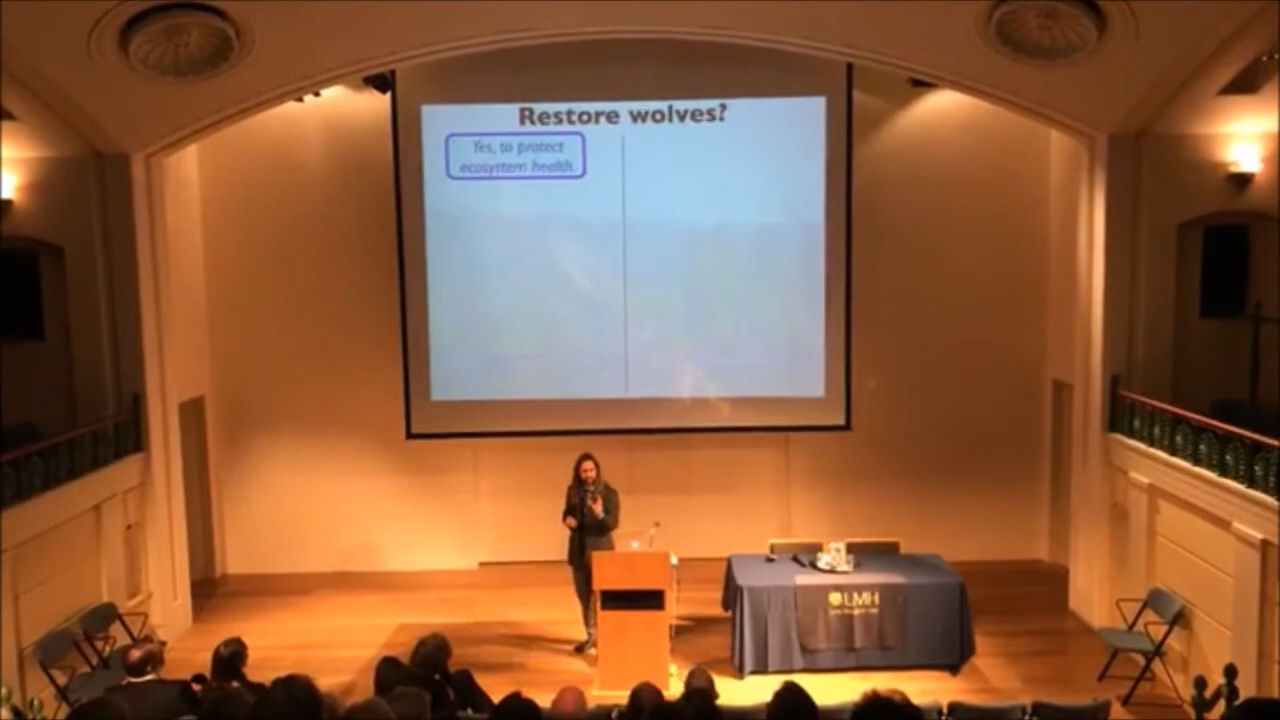 Restore wolves?
Yes, to protect
ecosystem health
LMH